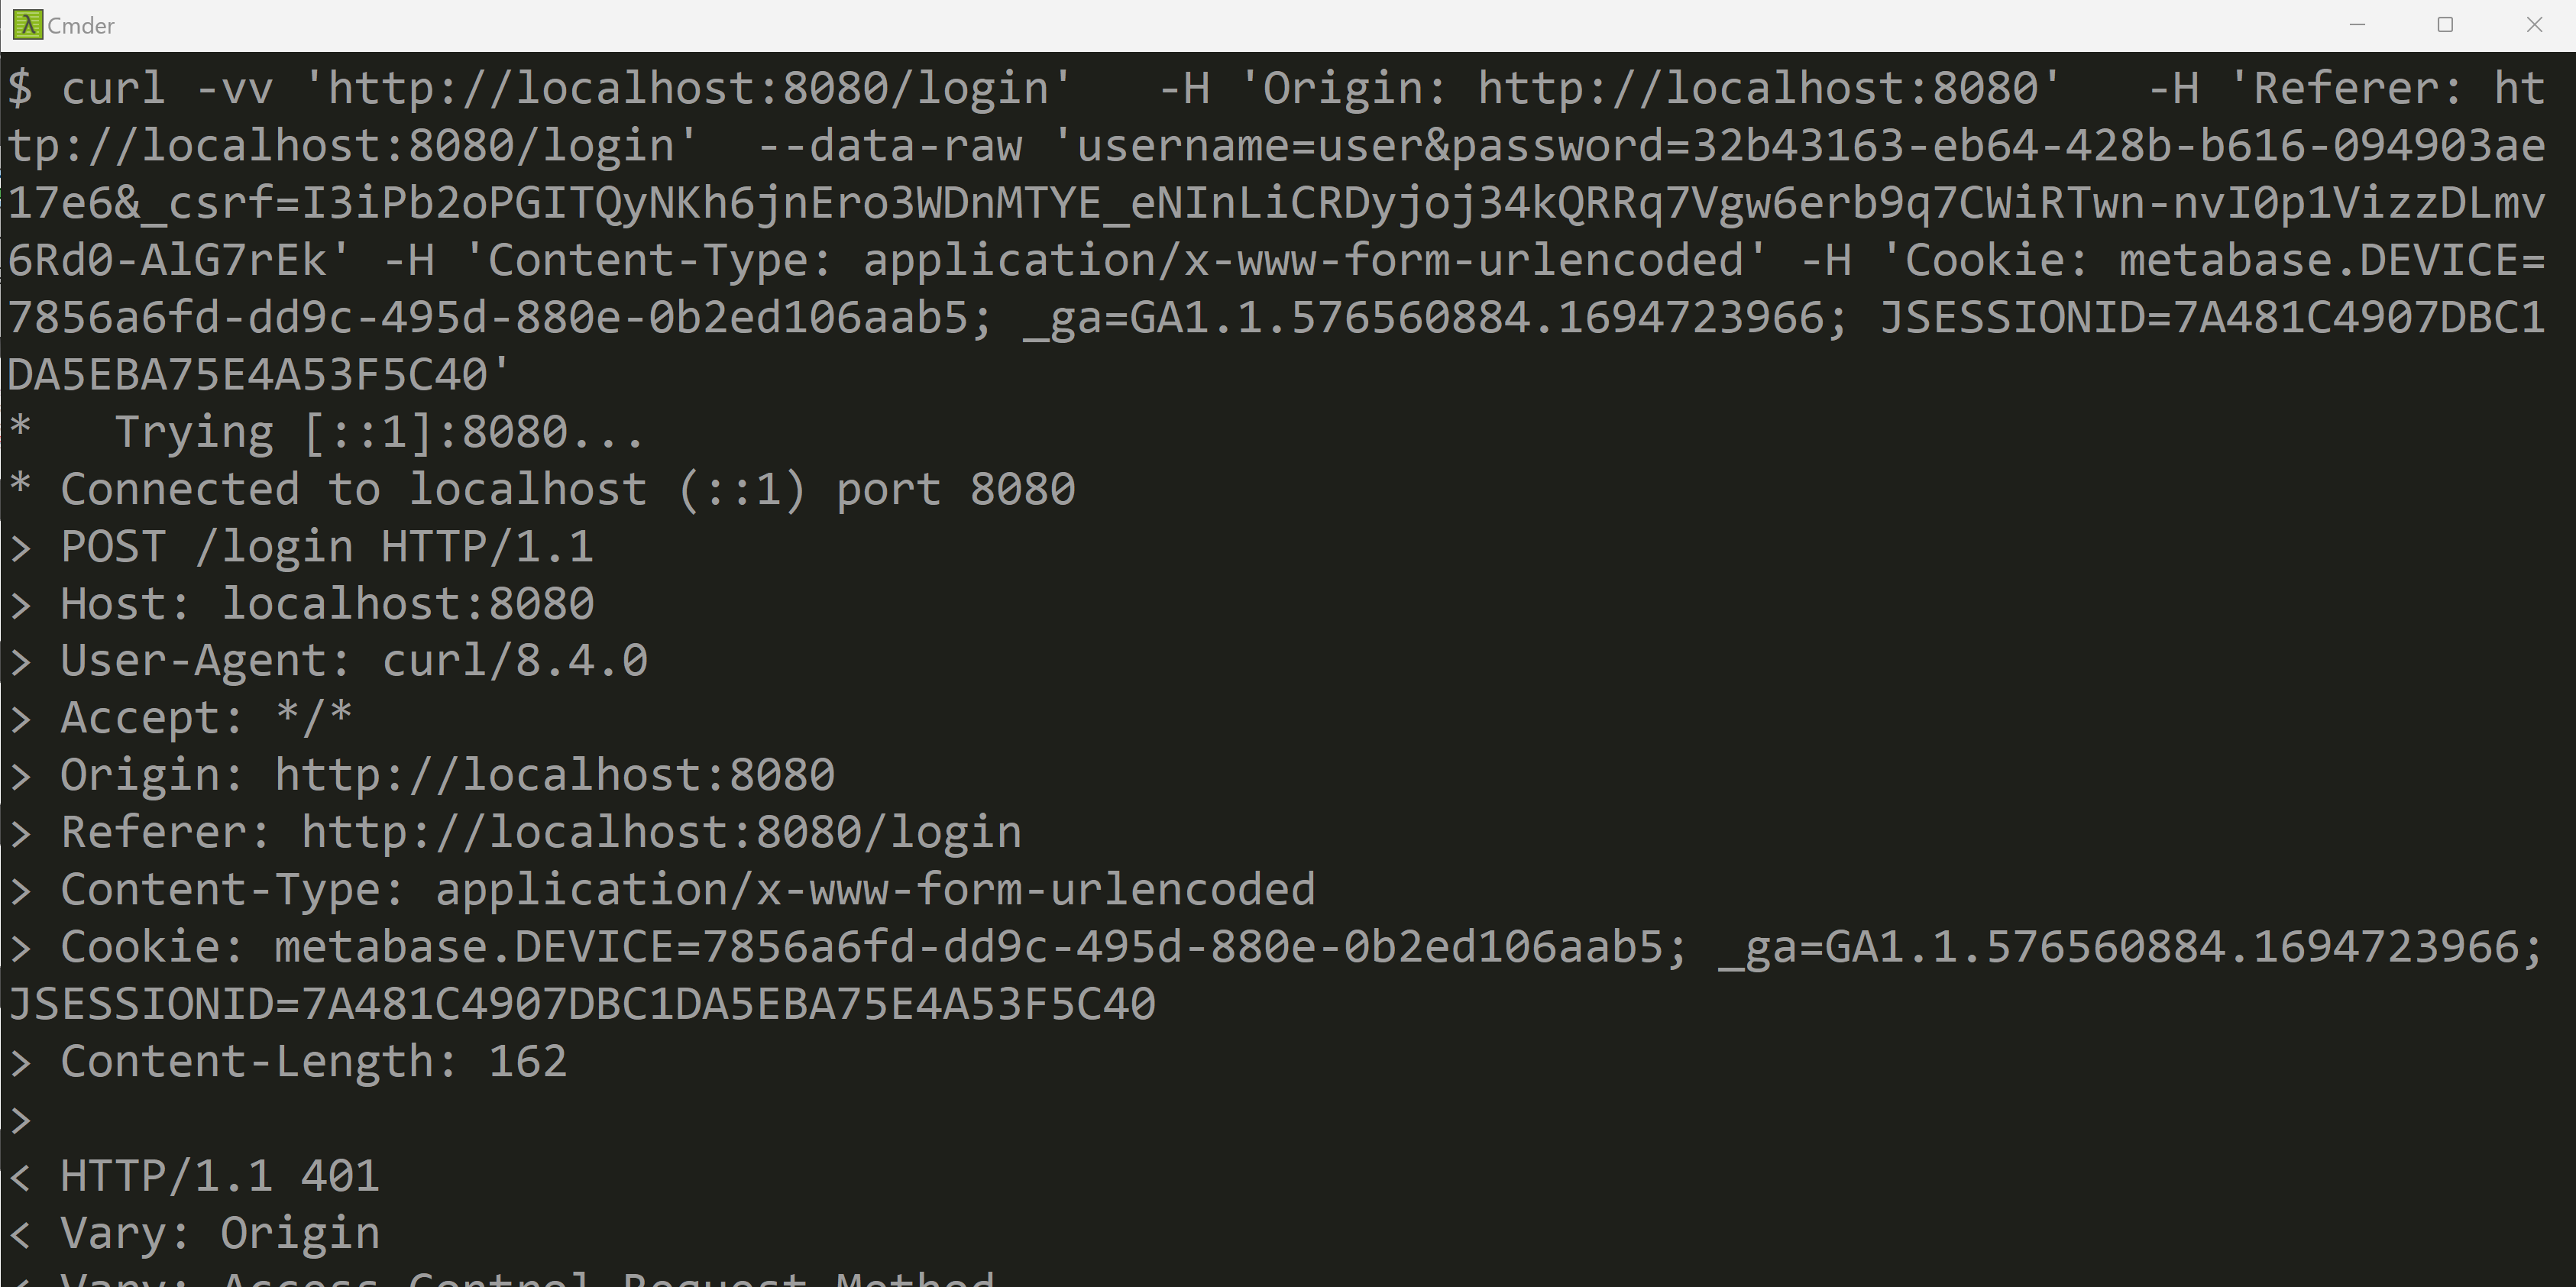 Cmder
$ curl -vv 'http://localhost:8080/login'   -H 'Origin: http://localhost:8080'   -H 'Referer: ht
tp://localhost:8080/login'  --data-raw 'username=user&password=32b43163-eb64-428b-b616-094903ae
17e6&_csrf=I3iPb2oPGITQyNKh6jnEro3WDnMTYE_eNInLiCRDyjoj34kQRRq7Vgw6erb9q7CWiRTwn-nvI0p1VizzDLmv
6Rd0-AlG7rEk' -H 'Content-Type: application/x-www-form-urlencoded' -H 'Cookie: metabase.DEVICE=
7856a6fd-dd9c-495d-880e-0b2ed106aab5; _ga=GA1.1.576560884.1694723966; JSESSIONID=7A481C4907DBC1
DA5EBA75E4A53F5C40'
*   Trying [::1]:8080...
* Connected to localhost (::1) port 8080
> POST /login HTTP/1.1
> Host: localhost:8080
> User-Agent: curl/8.4.0
> Accept: */*
> Origin: http://localhost:8080
> Referer: http://localhost:8080/login
> Content-Type: application/x-www-form-urlencoded
> Cookie: metabase.DEVICE=7856a6fd-dd9c-495d-880e-0b2ed106aab5; _ga=GA1.1.576560884.1694723966;
JSESSIONID=7A481C4907DBC1DA5EBA75E4A53F5C40
> Content-Length: 162
>
< HTTP/1.1 401
< Vary: Origin
< Vary: Access-Control-Request-Method